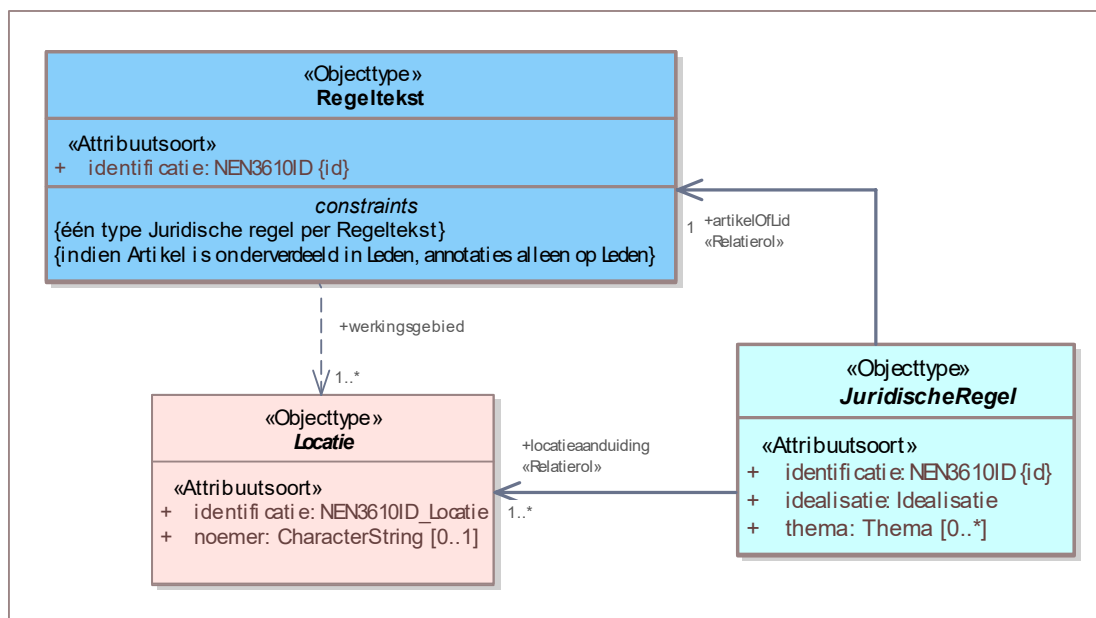 «Objecttype»
Regeltekst
«Attribuutsoort»
+ identificatie: NEN3610ID {id}
constraints
{één type Juridische regel per Regeltekst}
{indien Artikel is onderverdeeld in Leden, annotaties alleen op Leden}
1 +artikelOfLid
«Relatierol»
+werkingsgebied
1..*
«Objecttype»
Locatie
«Attribuutsoort»
+ identificatie: NEN3610ID_Locatie
+ noemer: CharacterString [0..1]
+locatieaanduiding
«Relatierol»
1..*
«Objecttype»
JuridischeRegel
«Attribuutsoort»
+ identificatie: NEN3610ID {id}
+ idealisatie: Idealisatie
+ thema: Thema [0..*]